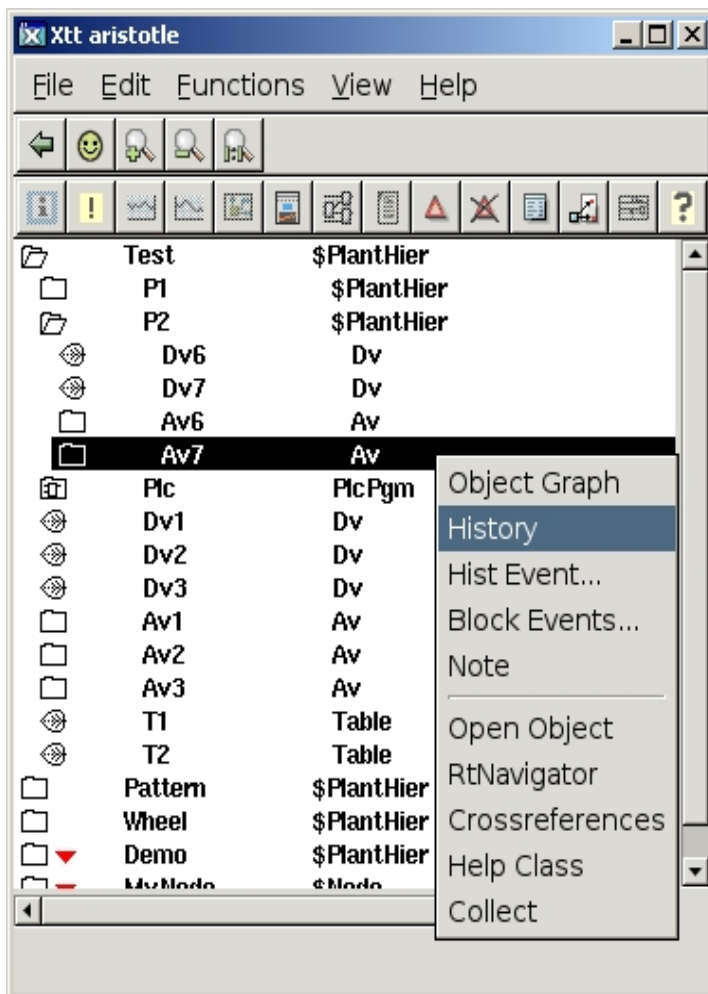 Xtt aristotle
File Edit Functions View Help
Test $PlantHier
P1 $PlantHier
P2 $PlantHier
Dv6 Dv
Dv7 Dv
Av6 Av
Av7 Av
Plc PlcPgm
Dv1 Dv
Dv2 Dv
Dv3 Dv
Av1 Av
Av2 Av
Av3 Av
T1 Table
T2 Table
Pattern $PlantHier
Wheel $PlantHier
Demo $PlantHier
MyNode $Node
Object Graph
History
Hist Event...
Block Events...
Note
Open Object
RtNavigator
Crossreferences
Help Class
Collect